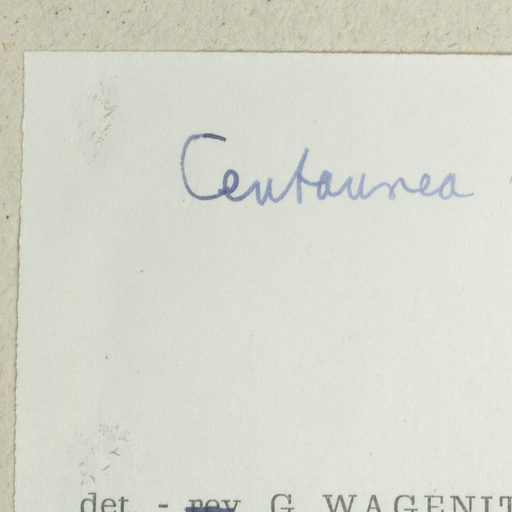 Centaurea
det. - rev. G. WAGENIT